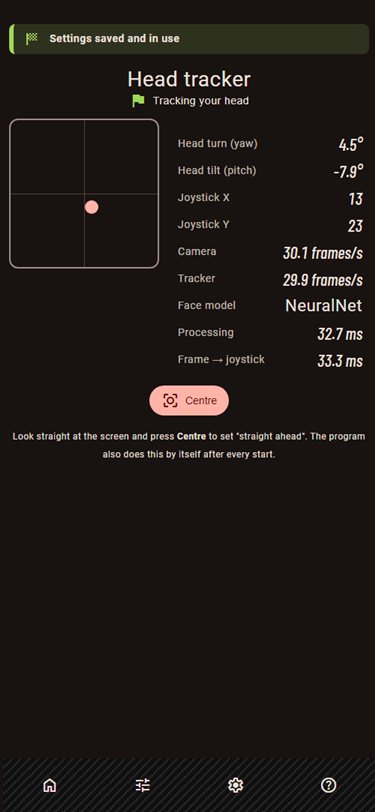 Settings saved and in use
Head tracker
Tracking your head
Head turn (yaw) 4.5°
Head tilt (pitch) -7.9°
Joystick X 13
Joystick Y 23
Camera 30.1 frames/s
Tracker 29.9 frames/s
Face model NeuralNet
Processing 32.7 ms
Frame → joystick 33.3 ms
Centre
Look straight at the screen and press Centre to set "straight ahead". The program
also does this by itself after every start.